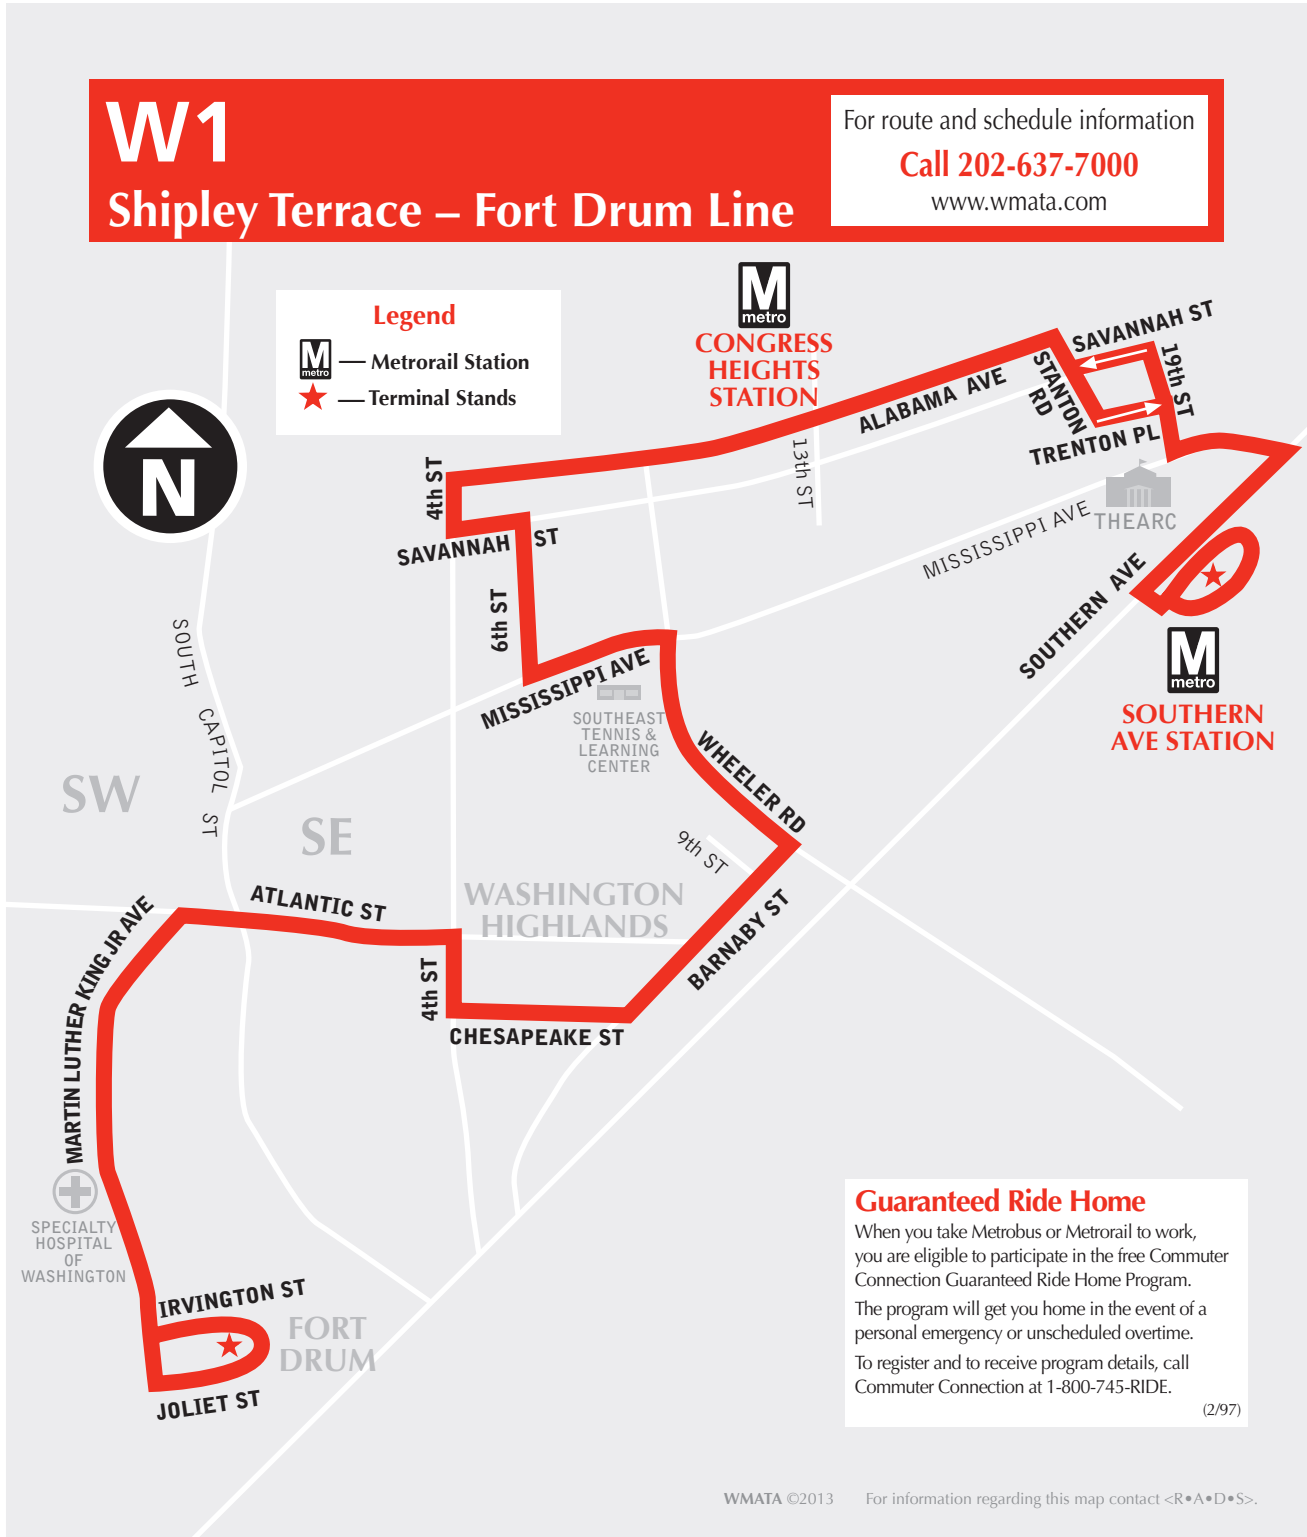 W1
Shipley Terrace – Fort Drum Line
For route and schedule information
Call 202-637-7000
www.wmata.com
Legend
M
metro
— Metrorail Station
— Terminal Stands
N
M
metro
CONGRESS
HEIGHTS
STATION
SAVANNAH ST
19th ST
STANTON
RD
TRENTON PL
ALABAMA AVE
13th ST
4th ST
SAVANNAH ST
6th ST
MISSISSIPPI AVE
THEARC
MISSISSIPPI AVE
SOUTHERN AVE
M
metro
SOUTHERN
AVE STATION
SOUTHEAST
TENNIS &
LEARNING
CENTER
SOUTH CAPITOL ST
SW
SE
WHEELER RD
9th ST
WASHINGTON
HIGHLANDS
BARNABY ST
ATLANTIC ST
4th ST
CHESAPEAKE ST
MARTIN LUTHER KING JR AVE
SPECIALTY
HOSPITAL
OF
WASHINGTON
IRVINGTON ST
FORT
DRUM
JOLIET ST
Guaranteed Ride Home
When you take Metrobus or Metrorail to work,
you are eligible to participate in the free Commuter
Connection Guaranteed Ride Home Program.
The program will get you home in the event of a
personal emergency or unscheduled overtime.
To register and to receive program details, call
Commuter Connection at 1-800-745-RIDE.
(2/97)
WMATA ©2013 For information regarding this map contact <R•A•D•S>.